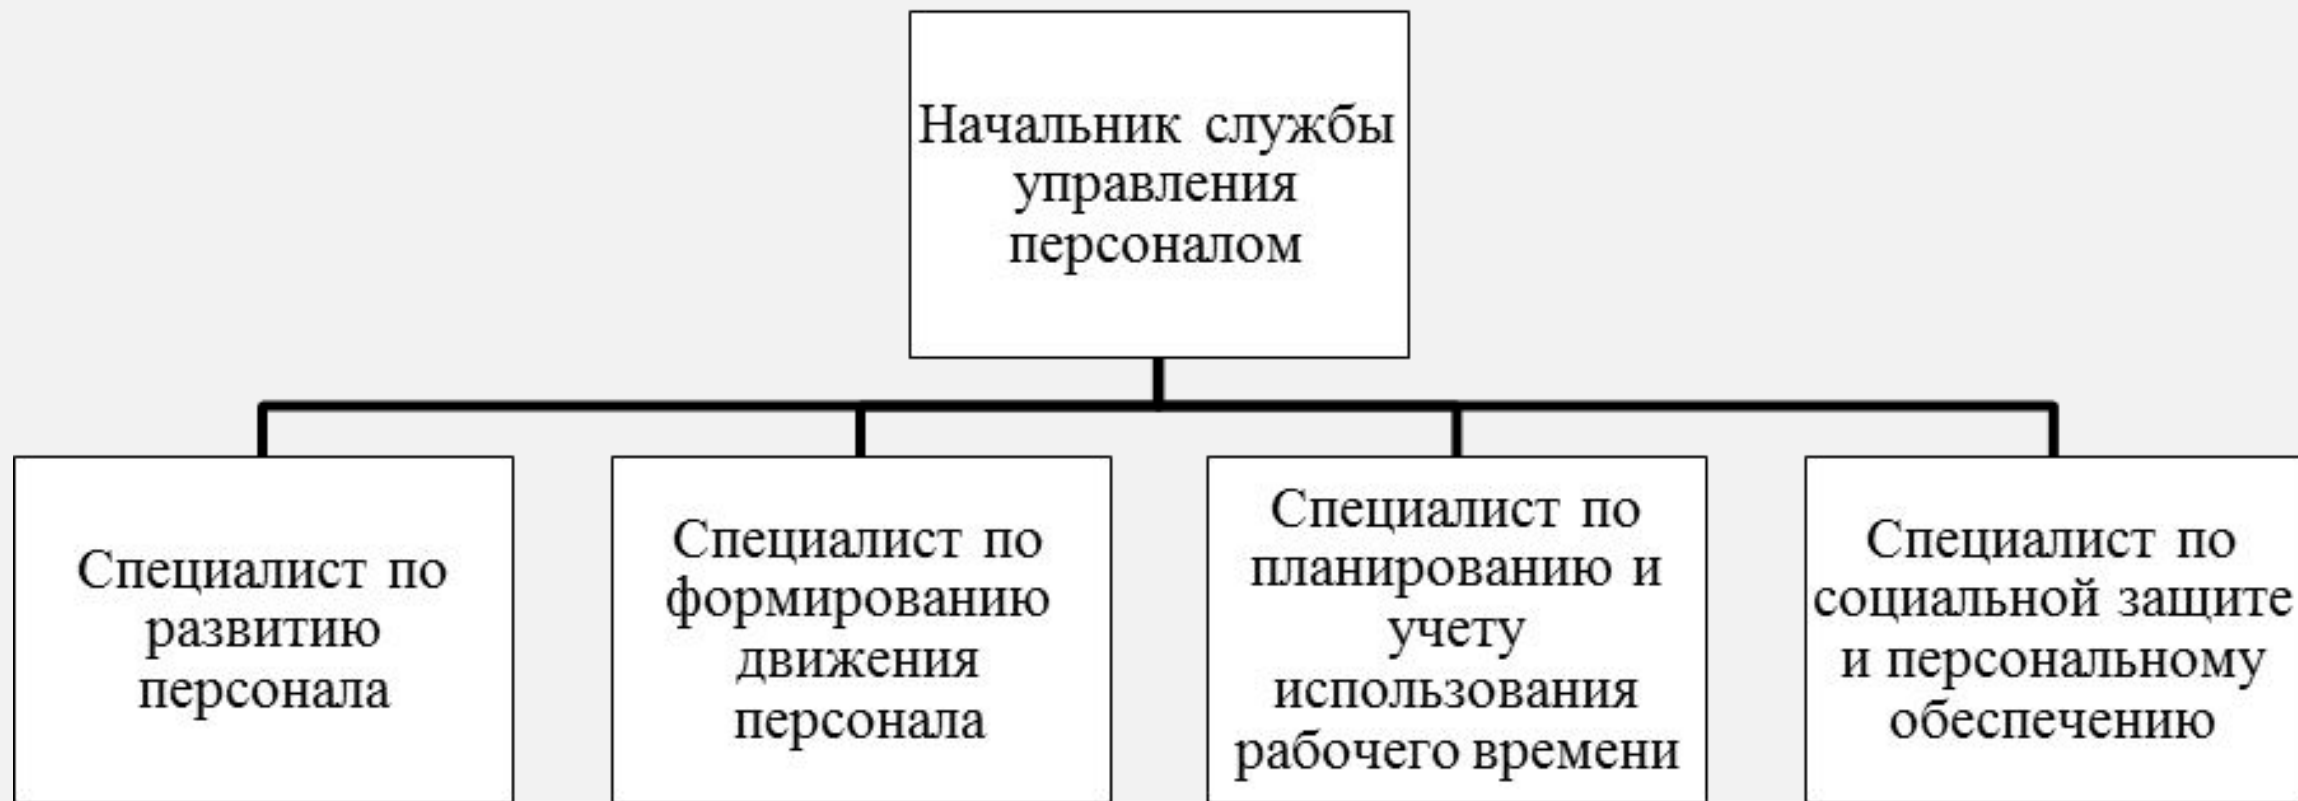 Начальник службы
управления
персоналом
Специалист по
развитию
персонала
Специалист по
формированию
движения
персонала
Специалист по
планированию и
учету
использования
рабочего времени
Специалист по
социальной защите
и персональному
обеспечению